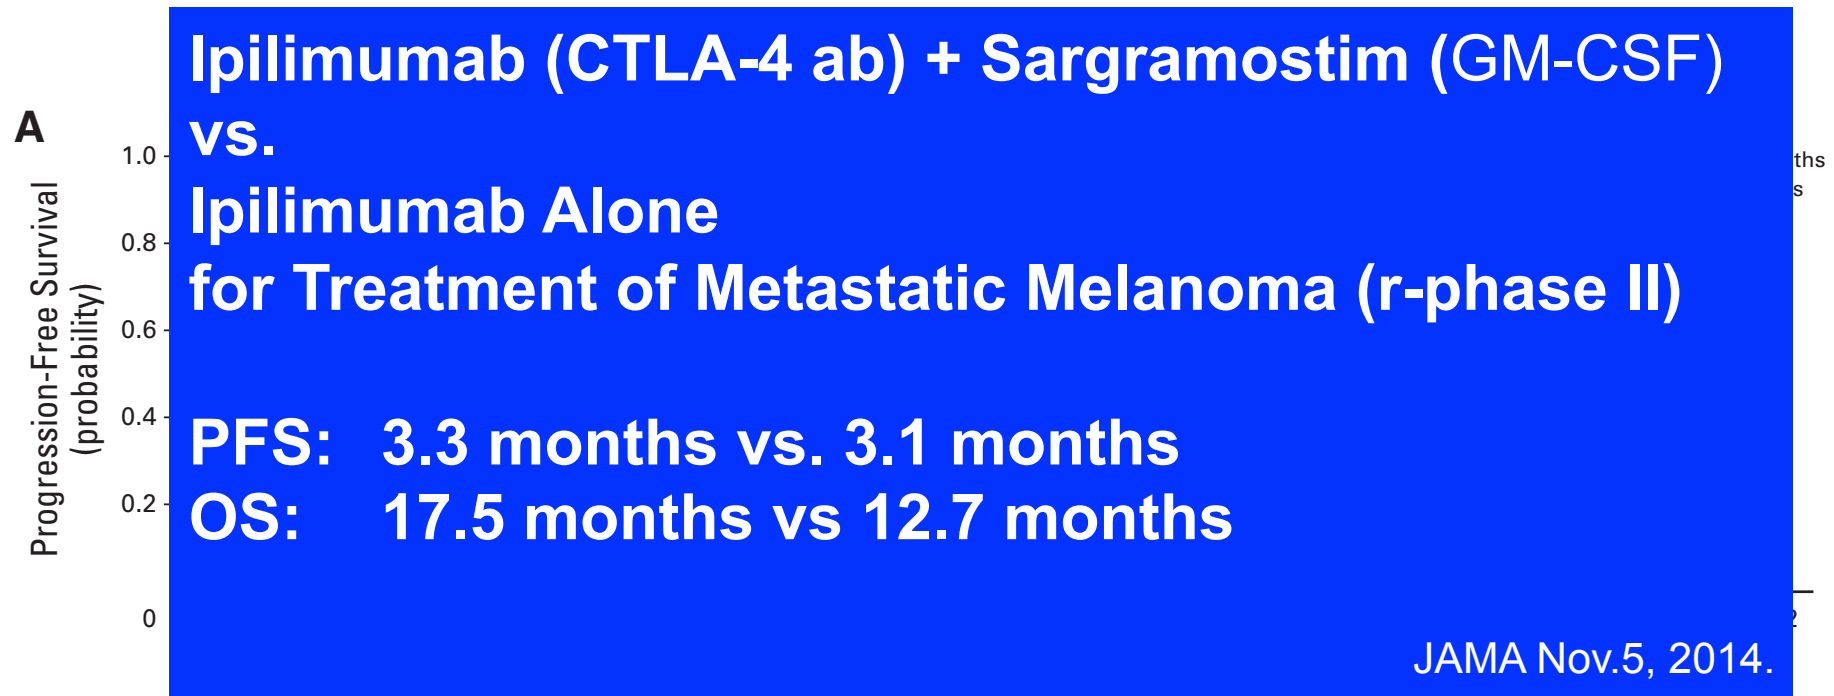 Ipilimumab (CTLA-4 ab) + Sargramostim (GM-CSF)
vs.
Ipilimumab Alone
for Treatment of Metastatic Melanoma (r-phase II)
PFS: 3.3 months vs. 3.1 months
OS: 17.5 months vs 12.7 months
JAMA Nov.5, 2014.
A
Progression-Free Survival
(probability)
1.0
0.8
0.6
0.4
0.2
0